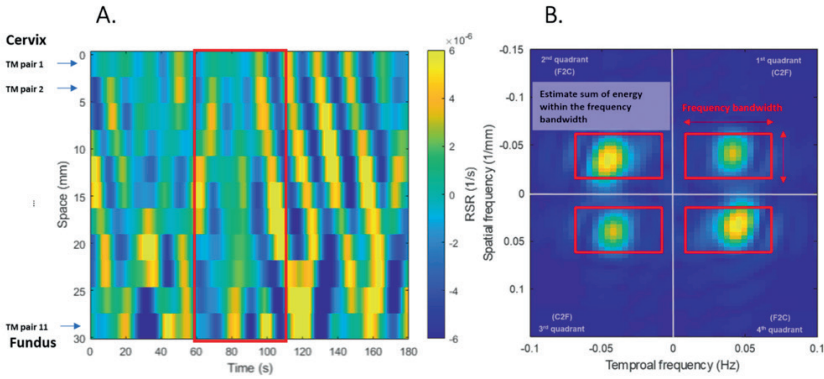 A.
Cervix
TM pair 1
TM pair 2
...
TM pair 11
Fundus
Space (mm)
0
5
10
15
20
25
30
0 20 40 60 80 100 120 140 160 180
Time (s)
×10⁻⁶
6
4
2
0
-2
-4
-6
RSR (1/s)
B.
2nd quadrant
(F2C)
1st quadrant
(C2F)
Estimate sum of energy
within the frequency
bandwidth
Frequency bandwidth
(C2F)
3rd quadrant
(F2C)
4th quadrant
Spatial frequency (1/mm)
-0.15
-0.1
-0.05
0
0.05
0.1
-0.1 -0.05 0 0.05 0.1
Temproal frequency (Hz)